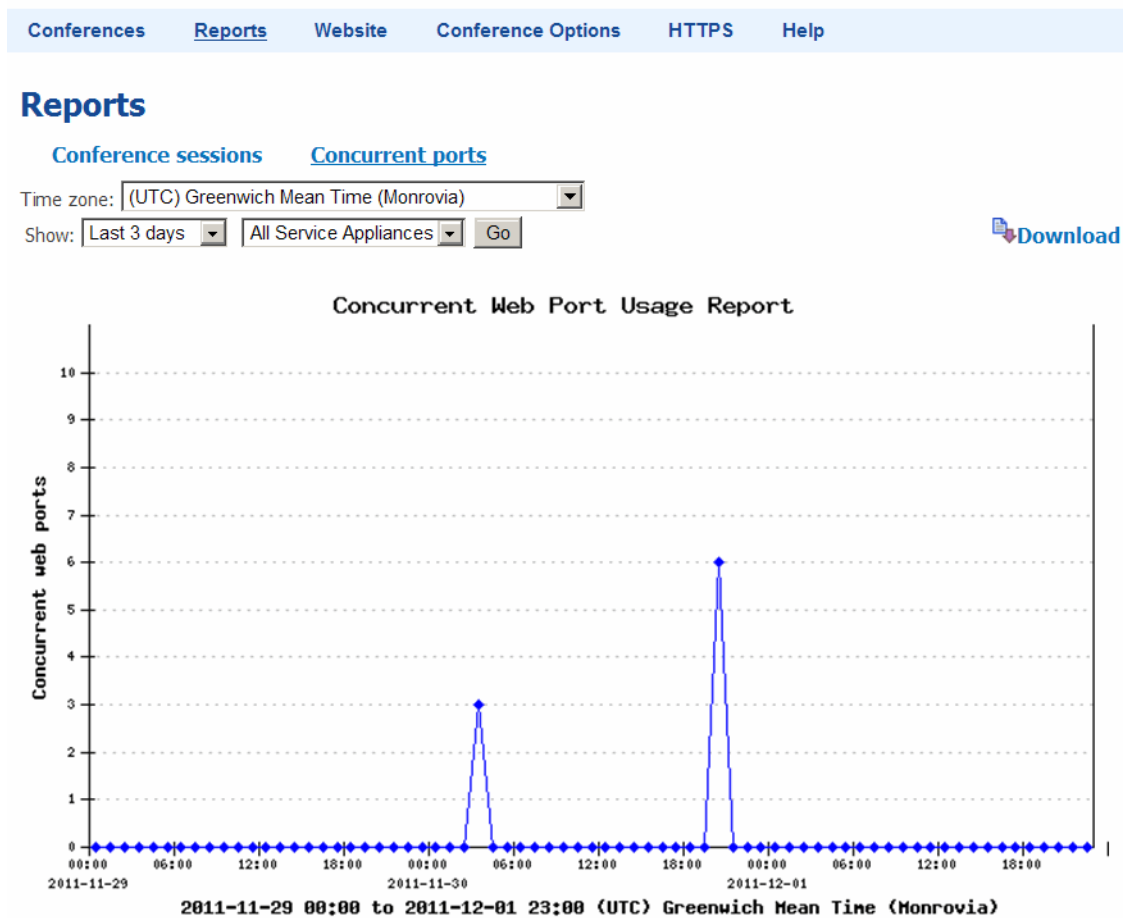 Conferences Reports Website Conference Options HTTPS Help
Reports
Conference sessions Concurrent ports
Time zone: (UTC) Greenwich Mean Time (Monrovia)
Show: Last 3 days All Service Appliances Go Download
Concurrent Web Port Usage Report
Concurrent web ports
10
9
8
7
6
5
4
3
2
1
0
00:00 06:00 12:00 18:00 00:00 06:00 12:00 18:00 00:00 06:00 12:00 18:00
2011-11-29 2011-11-30 2011-12-01
2011-11-29 00:00 to 2011-12-01 23:00 (UTC) Greenwich Mean Time (Monrovia)